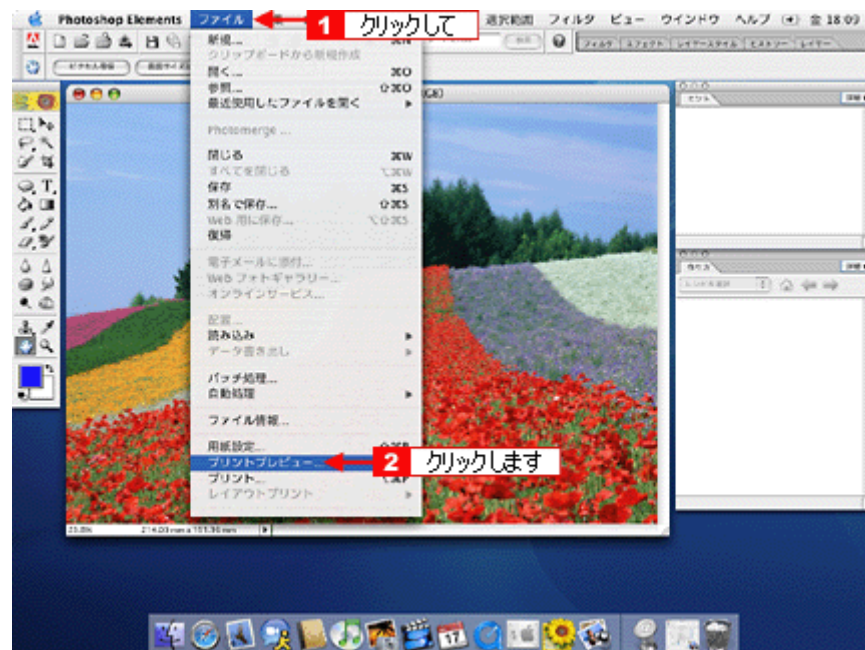 Photoshop Elements ファイル 1 クリックして 選択範囲 フィルタ ビュー ウインドウ ヘルプ 金 18:09
新規... ⌘N
クリップボードから新規作成
開く... ⌘O
参照... ⇧⌘O
最近使用したファイルを開く
Photomerge ...
閉じる ⌘W
すべてを閉じる ⌥⌘W
保存 ⌘S
別名で保存... ⇧⌘S
Web 用に保存... ⌥⇧⌘S
復帰
電子メールに添付...
Web フォトギャラリー...
オンラインサービス...
配置...
読み込み
データ書き出し
バッチ処理...
自動処理
ファイル情報...
用紙設定... ⇧⌘P
プリントプレビュー... 2 クリックします
プリント... ⌥⌘P
レイアウトプリント
ヒント
作り方
17